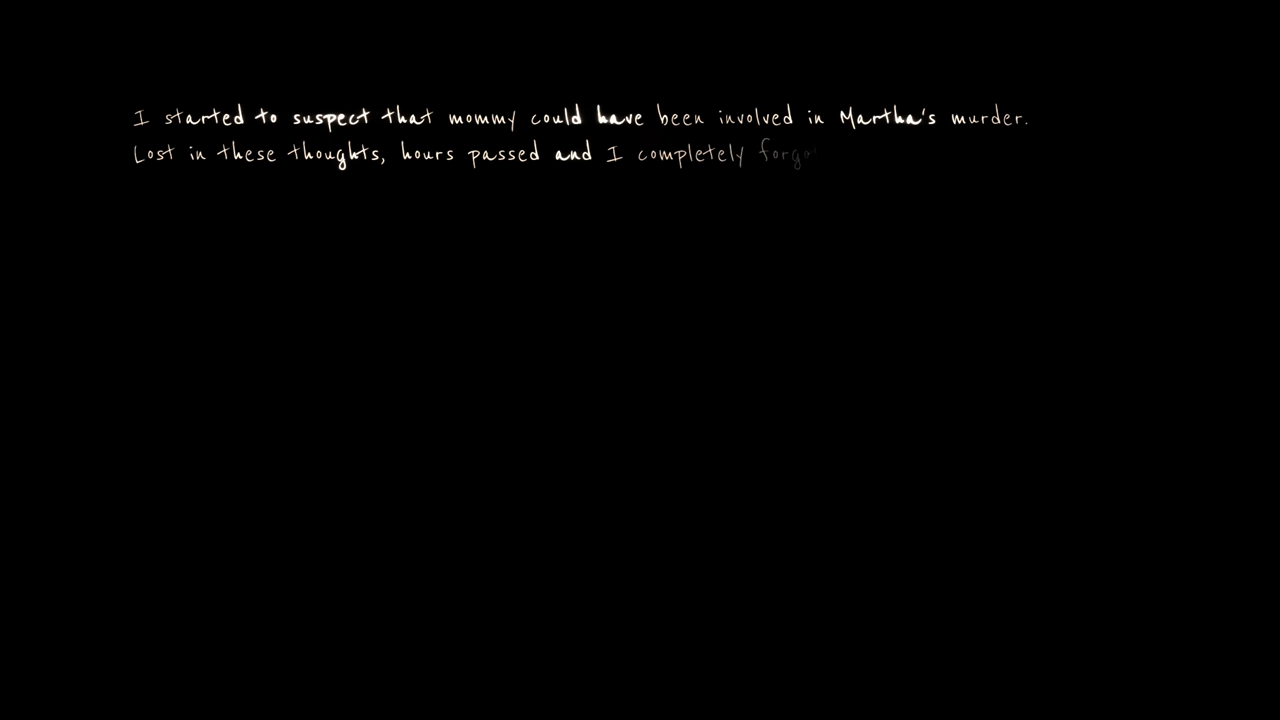 I started to suspect that mommy could have been involved in Martha's murder.
Lost in these thoughts, hours passed and I completely